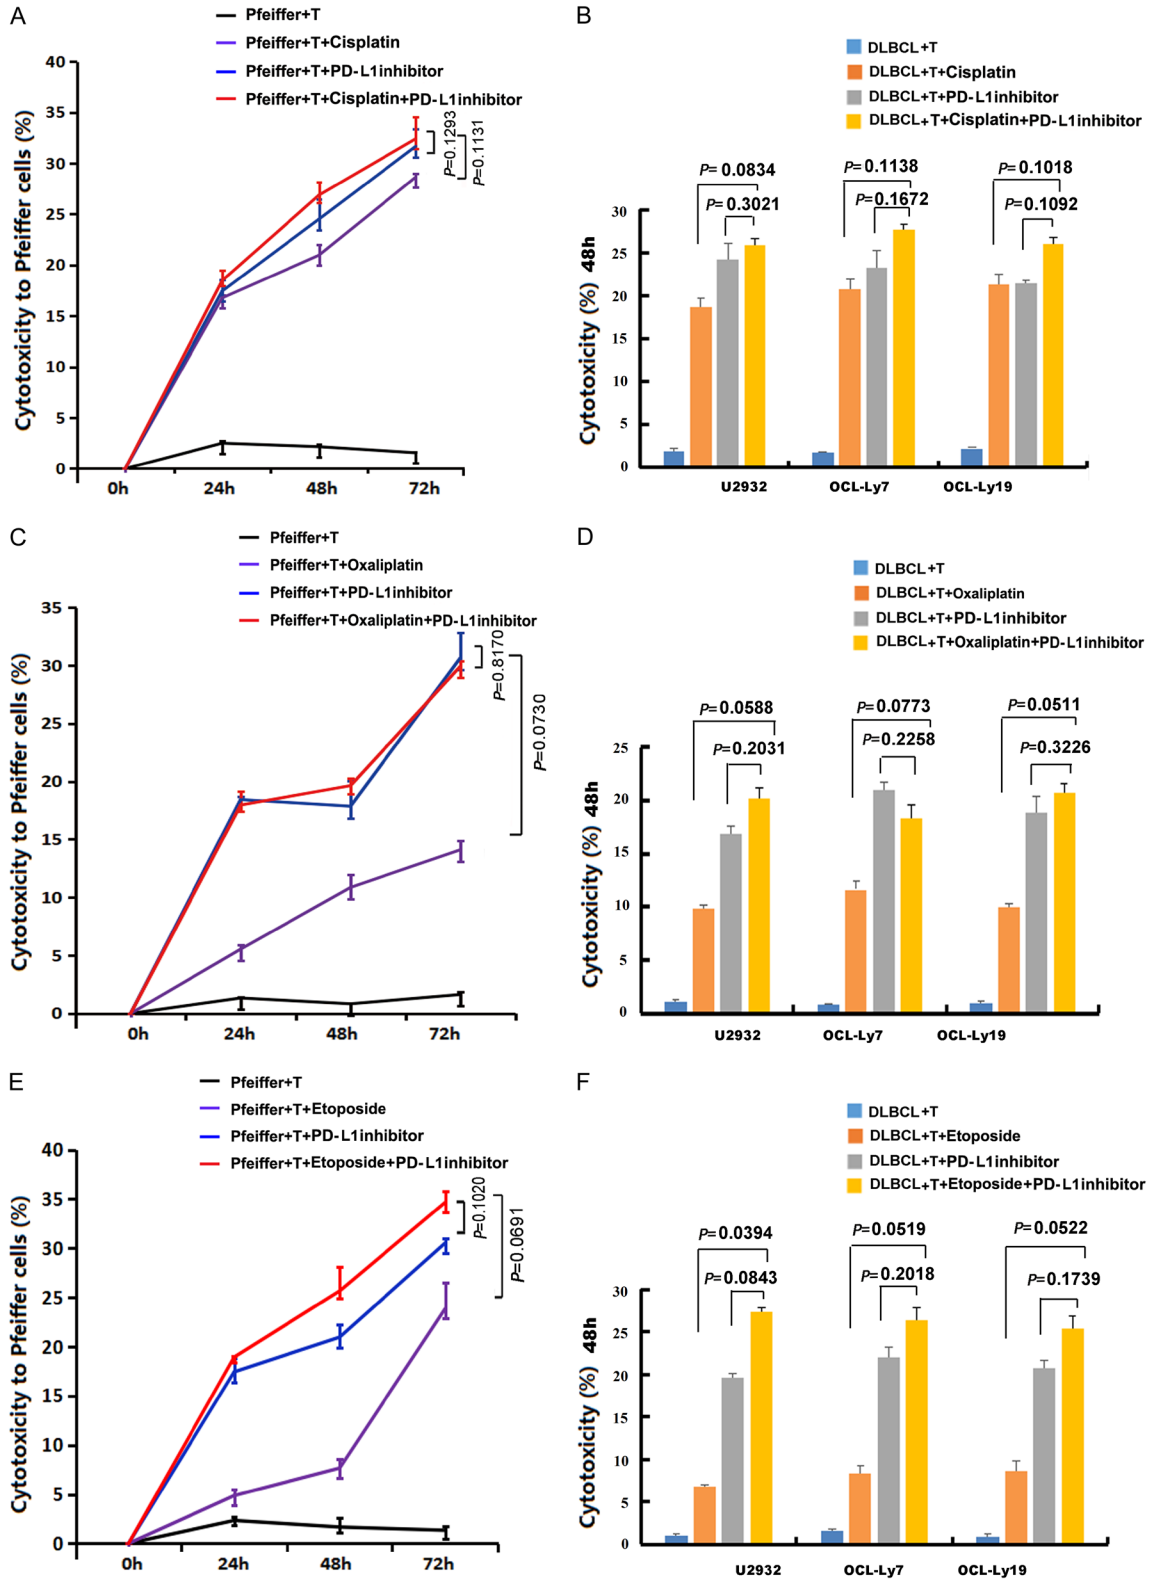 A
Pfeiffer+T
Pfeiffer+T+Cisplatin
Pfeiffer+T+PD-L1inhibitor
Pfeiffer+T+Cisplatin+PD-L1inhibitor
Cytotoxicity to Pfeiffer cells (%)
40
35
30
25
20
15
10
5
0
0h 24h 48h 72h
P=0.1293
P=0.1131
B
DLBCL+T
DLBCL+T+Cisplatin
DLBCL+T+PD-L1inhibitor
DLBCL+T+Cisplatin+PD-L1inhibitor
Cytotoxicity (%) 48h
30
25
20
15
10
5
0
P=0.0834
P=0.3021
P=0.1138
P=0.1672
P=0.1018
P=0.1092
U2932 OCL-Ly7 OCL-Ly19
C
Pfeiffer+T
Pfeiffer+T+Oxaliplatin
Pfeiffer+T+PD-L1inhibitor
Pfeiffer+T+Oxaliplatin+PD-L1inhibitor
Cytotoxicity to Pfeiffer cells (%)
35
30
25
20
15
10
5
0
0h 24h 48h 72h
P=0.8170
P=0.0730
D
DLBCL+T
DLBCL+T+Oxaliplatin
DLBCL+T+PD-L1inhibitor
DLBCL+T+Oxaliplatin+PD-L1inhibitor
Cytotoxicity (%) 48h
25
20
15
10
5
0
P=0.0588
P=0.2031
P=0.0773
P=0.2258
P=0.0511
P=0.3226
U2932 OCL-Ly7 OCL-Ly19
E
Pfeiffer+T
Pfeiffer+T+Etoposide
Pfeiffer+T+PD-L1inhibitor
Pfeiffer+T+Etoposide+PD-L1inhibitor
Cytotoxicity to Pfeiffer cells (%)
40
35
30
25
20
15
10
5
0
0h 24h 48h 72h
P=0.1020
P=0.0691
F
DLBCL+T
DLBCL+T+Etoposide
DLBCL+T+PD-L1inhibitor
DLBCL+T+Etoposide+PD-L1inhibitor
Cytotoxicity (%) 48h
30
25
20
15
10
5
0
P=0.0394
P=0.0843
P=0.0519
P=0.2018
P=0.0522
P=0.1739
U2932 OCL-Ly7 OCL-Ly19